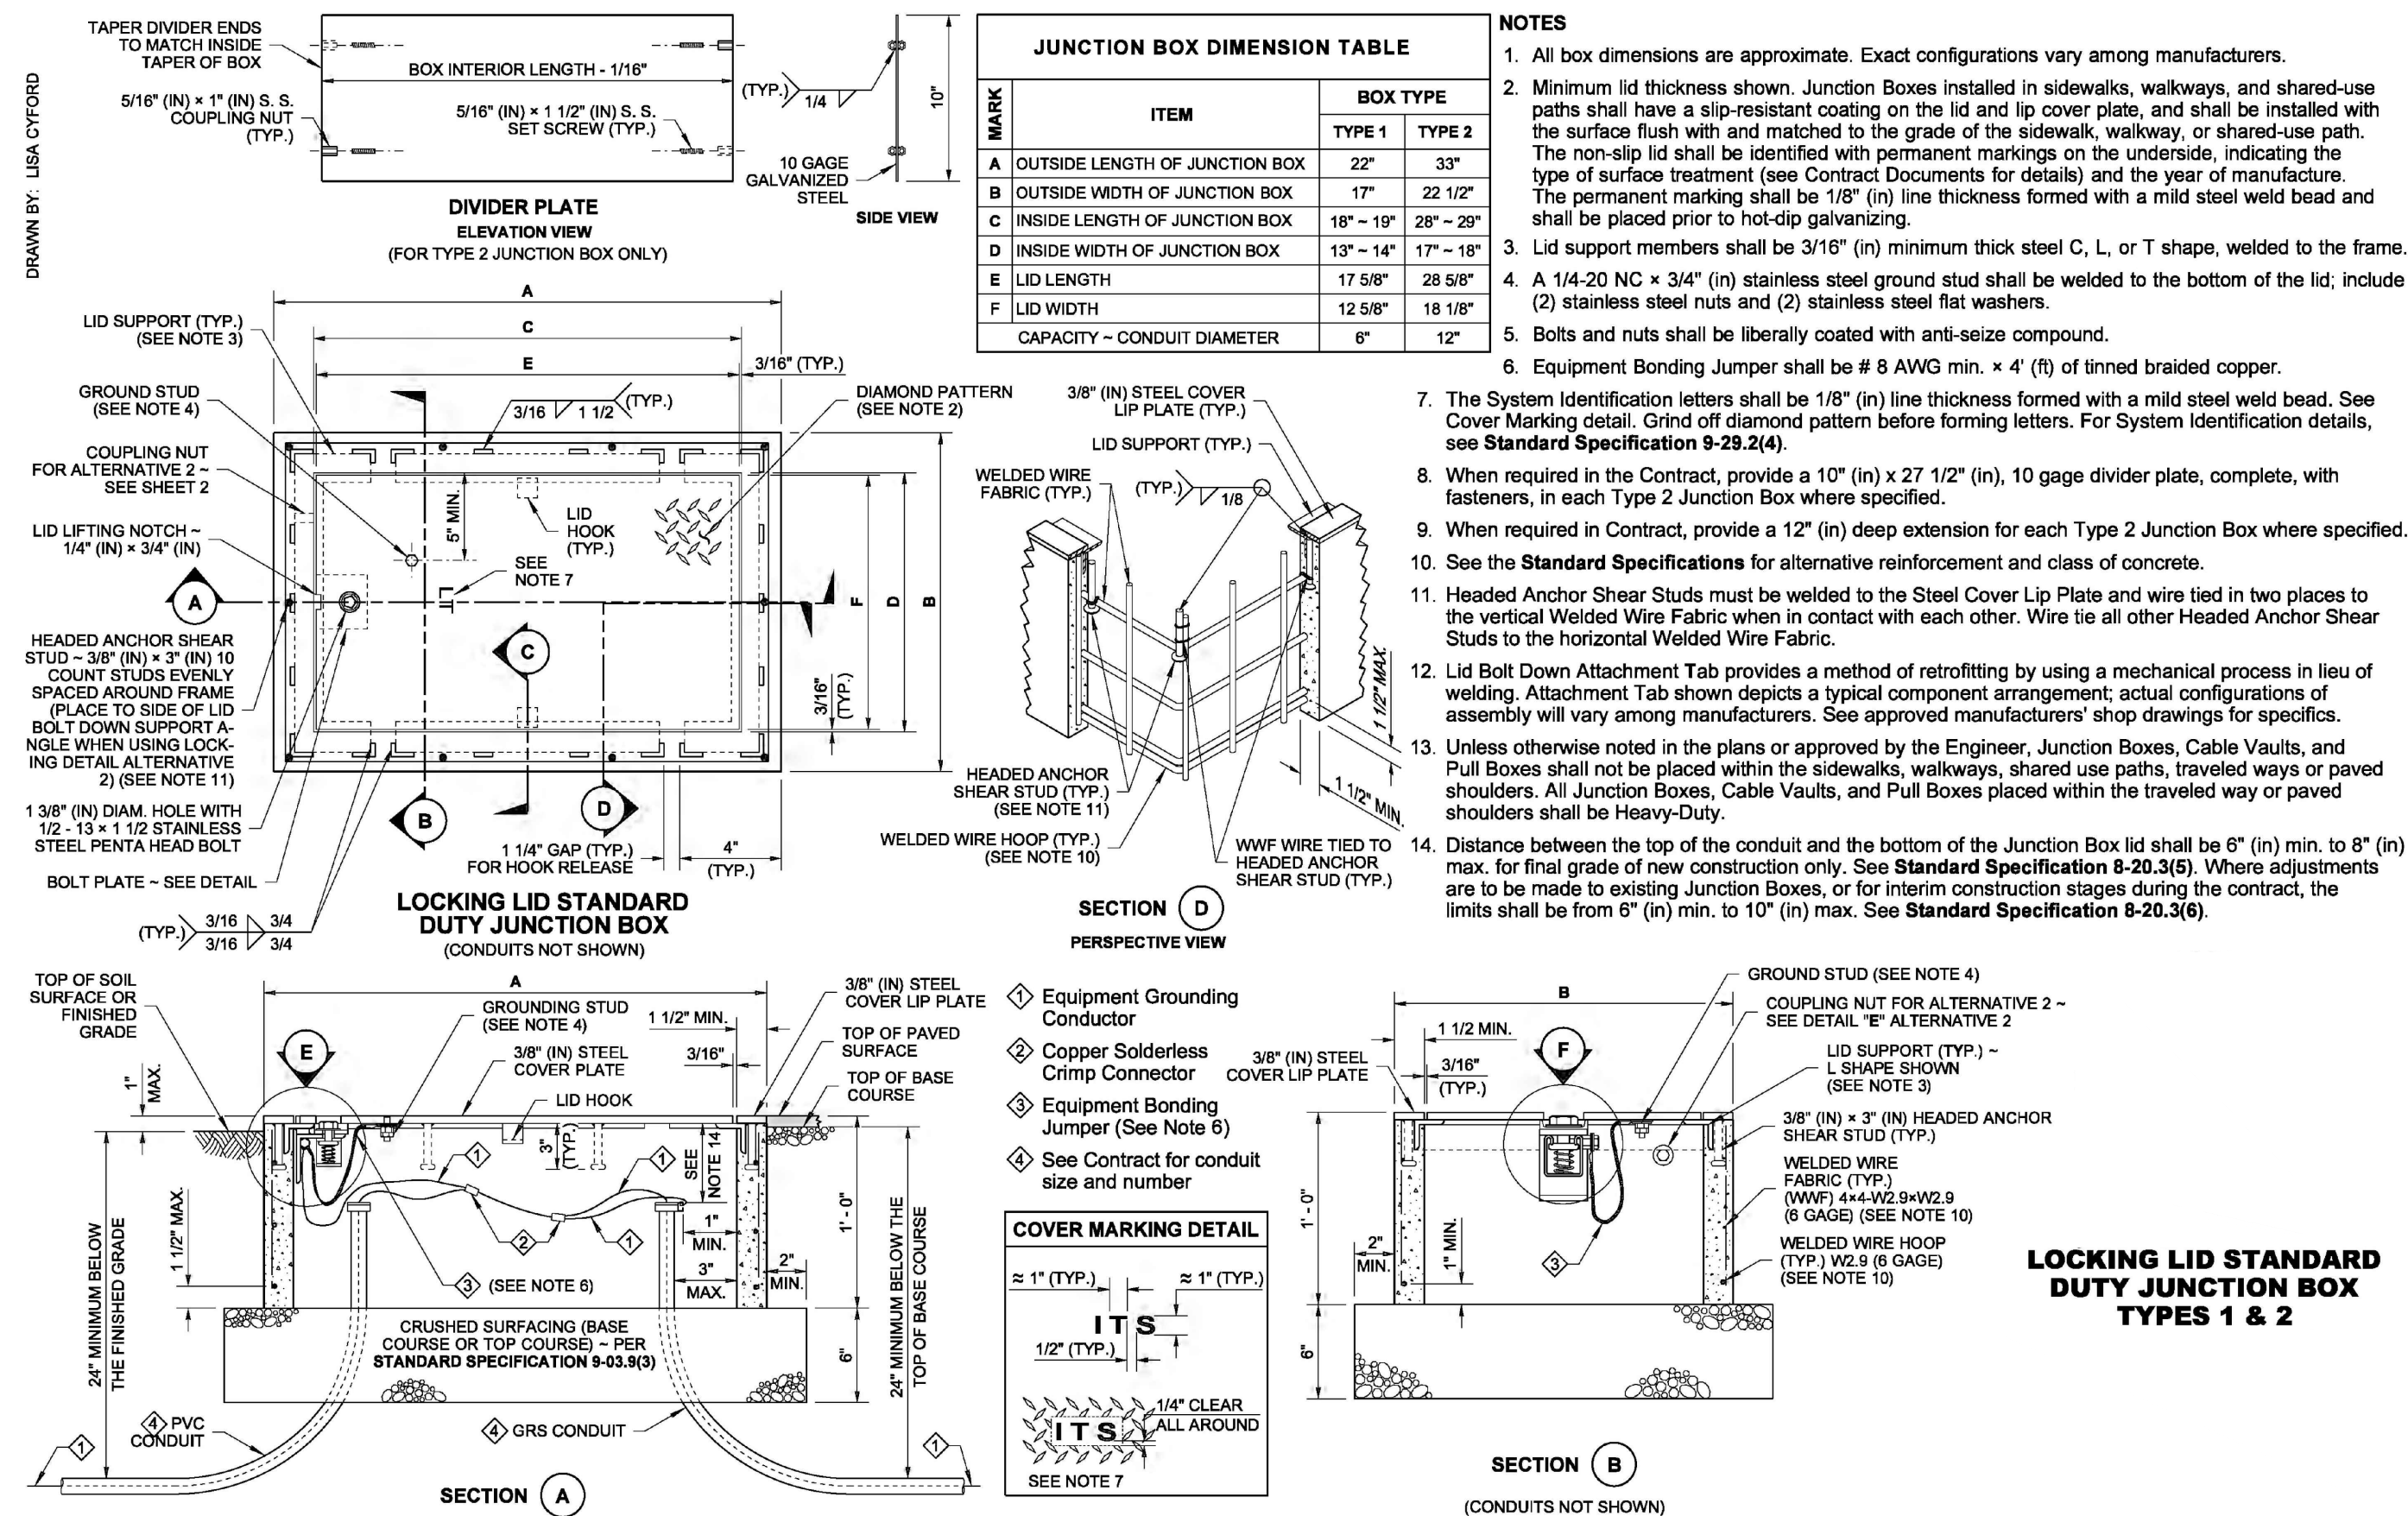 DRAWN BY: LISA CYFORD
TAPER DIVIDER ENDS
TO MATCH INSIDE
TAPER OF BOX
BOX INTERIOR LENGTH - 1/16"
5/16" (IN) × 1" (IN) S. S.
COUPLING NUT
(TYP.)
5/16" (IN) × 1 1/2" (IN) S. S.
SET SCREW (TYP.)
DIVIDER PLATE
ELEVATION VIEW
(FOR TYPE 2 JUNCTION BOX ONLY)
(TYP.)
1/4
10"
10 GAGE
GALVANIZED
STEEL
SIDE VIEW
JUNCTION BOX DIMENSION TABLE
MARK
ITEM
BOX TYPE
TYPE 1
TYPE 2
A OUTSIDE LENGTH OF JUNCTION BOX 22" 33"
B OUTSIDE WIDTH OF JUNCTION BOX 17" 22 1/2"
C INSIDE LENGTH OF JUNCTION BOX 18" ~ 19" 28" ~ 29"
D INSIDE WIDTH OF JUNCTION BOX 13" ~ 14" 17" ~ 18"
E LID LENGTH 17 5/8" 28 5/8"
F LID WIDTH 12 5/8" 18 1/8"
CAPACITY ~ CONDUIT DIAMETER 6" 12"
NOTES
1. All box dimensions are approximate. Exact configurations vary among manufacturers.
2. Minimum lid thickness shown. Junction Boxes installed in sidewalks, walkways, and shared-use
paths shall have a slip-resistant coating on the lid and lip cover plate, and shall be installed with
the surface flush with and matched to the grade of the sidewalk, walkway, or shared-use path.
The non-slip lid shall be identified with permanent markings on the underside, indicating the
type of surface treatment (see Contract Documents for details) and the year of manufacture.
The permanent marking shall be 1/8" (in) line thickness formed with a mild steel weld bead and
shall be placed prior to hot-dip galvanizing.
3. Lid support members shall be 3/16" (in) minimum thick steel C, L, or T shape, welded to the frame.
4. A 1/4-20 NC × 3/4" (in) stainless steel ground stud shall be welded to the bottom of the lid; include
(2) stainless steel nuts and (2) stainless steel flat washers.
5. Bolts and nuts shall be liberally coated with anti-seize compound.
6. Equipment Bonding Jumper shall be # 8 AWG min. × 4' (ft) of tinned braided copper.
7. The System Identification letters shall be 1/8" (in) line thickness formed with a mild steel weld bead. See
Cover Marking detail. Grind off diamond pattern before forming letters. For System Identification details,
see Standard Specification 9-29.2(4).
8. When required in the Contract, provide a 10" (in) x 27 1/2" (in), 10 gage divider plate, complete, with
fasteners, in each Type 2 Junction Box where specified.
9. When required in Contract, provide a 12" (in) deep extension for each Type 2 Junction Box where specified.
10. See the Standard Specifications for alternative reinforcement and class of concrete.
11. Headed Anchor Shear Studs must be welded to the Steel Cover Lip Plate and wire tied in two places to
the vertical Welded Wire Fabric when in contact with each other. Wire tie all other Headed Anchor Shear
Studs to the horizontal Welded Wire Fabric.
12. Lid Bolt Down Attachment Tab provides a method of retrofitting by using a mechanical process in lieu of
welding. Attachment Tab shown depicts a typical component arrangement; actual configurations of
assembly will vary among manufacturers. See approved manufacturers' shop drawings for specifics.
13. Unless otherwise noted in the plans or approved by the Engineer, Junction Boxes, Cable Vaults, and
Pull Boxes shall not be placed within the sidewalks, walkways, shared use paths, traveled ways or paved
shoulders. All Junction Boxes, Cable Vaults, and Pull Boxes placed within the traveled way or paved
shoulders shall be Heavy-Duty.
14. Distance between the top of the conduit and the bottom of the Junction Box lid shall be 6" (in) min. to 8" (in)
max. for final grade of new construction only. See Standard Specification 8-20.3(5). Where adjustments
are to be made to existing Junction Boxes, or for interim construction stages during the contract, the
limits shall be from 6" (in) min. to 10" (in) max. See Standard Specification 8-20.3(6).
A
C
E
3/16" (TYP.)
LID SUPPORT (TYP.)
(SEE NOTE 3)
GROUND STUD
(SEE NOTE 4)
3/16
1 1/2
(TYP.)
DIAMOND PATTERN
(SEE NOTE 2)
COUPLING NUT
FOR ALTERNATIVE 2 ~
SEE SHEET 2
LID LIFTING NOTCH ~
1/4" (IN) × 3/4" (IN)
5" MIN.
LID
HOOK
(TYP.)
SEE
NOTE 7
LT
A
F
D
B
HEADED ANCHOR SHEAR
STUD ~ 3/8" (IN) × 3" (IN) 10
COUNT STUDS EVENLY
SPACED AROUND FRAME
(PLACE TO SIDE OF LID
BOLT DOWN SUPPORT A-
NGLE WHEN USING LOCK-
ING DETAIL ALTERNATIVE
2) (SEE NOTE 11)
C
3/16"
(TYP.)
1 3/8" (IN) DIAM. HOLE WITH
1/2 - 13 × 1 1/2 STAINLESS
STEEL PENTA HEAD BOLT
B
D
1 1/4" GAP (TYP.)
FOR HOOK RELEASE
4"
(TYP.)
BOLT PLATE ~ SEE DETAIL
(TYP.)
3/16 3/4
3/16 3/4
LOCKING LID STANDARD
DUTY JUNCTION BOX
(CONDUITS NOT SHOWN)
3/8" (IN) STEEL COVER
LIP PLATE (TYP.)
LID SUPPORT (TYP.)
WELDED WIRE
FABRIC (TYP.)
(TYP.)
1/8
HEADED ANCHOR
SHEAR STUD (TYP.)
(SEE NOTE 11)
WELDED WIRE HOOP (TYP.)
(SEE NOTE 10)
1 1/2" MAX.
1 1/2" MIN.
WWF WIRE TIED TO
HEADED ANCHOR
SHEAR STUD (TYP.)
SECTION D
PERSPECTIVE VIEW
TOP OF SOIL
SURFACE OR
FINISHED
GRADE
A
GROUNDING STUD
(SEE NOTE 4)
1 1/2" MIN.
3/8" (IN) STEEL
COVER LIP PLATE
TOP OF PAVED
SURFACE
TOP OF BASE
COURSE
E
3/8" (IN) STEEL
COVER PLATE
3/16"
1"
MAX.
LID HOOK
3"
(TYP.)
SEE
NOTE 14
1
1
24" MINIMUM BELOW
THE FINISHED GRADE
1 1/2" MAX.
2
1
3 (SEE NOTE 6)
1"
MIN.
3"
MAX.
2"
MIN.
24" MINIMUM BELOW THE
TOP OF BASE COURSE
1' - 0"
6"
CRUSHED SURFACING (BASE
COURSE OR TOP COURSE) ~ PER
STANDARD SPECIFICATION 9-03.9(3)
4 PVC
CONDUIT
4 GRS CONDUIT
1
1
SECTION A
1 Equipment Grounding
Conductor
2 Copper Solderless
Crimp Connector
3 Equipment Bonding
Jumper (See Note 6)
4 See Contract for conduit
size and number
COVER MARKING DETAIL
≈ 1" (TYP.) ≈ 1" (TYP.)
ITS
1/2" (TYP.)
1/4" CLEAR
ALL AROUND
ITS
SEE NOTE 7
B
GROUND STUD (SEE NOTE 4)
COUPLING NUT FOR ALTERNATIVE 2 ~
SEE DETAIL "E" ALTERNATIVE 2
1 1/2 MIN.
3/8" (IN) STEEL
COVER LIP PLATE
3/16"
(TYP.)
F
LID SUPPORT (TYP.) ~
L SHAPE SHOWN
(SEE NOTE 3)
3/8" (IN) × 3" (IN) HEADED ANCHOR
SHEAR STUD (TYP.)
WELDED WIRE
FABRIC (TYP.)
(WWF) 4×4-W2.9×W2.9
(6 GAGE) (SEE NOTE 10)
WELDED WIRE HOOP
(TYP.) W2.9 (6 GAGE)
(SEE NOTE 10)
1' - 0"
2"
MIN.
1" MIN.
3
6"
SECTION B
(CONDUITS NOT SHOWN)
LOCKING LID STANDARD
DUTY JUNCTION BOX
TYPES 1 & 2